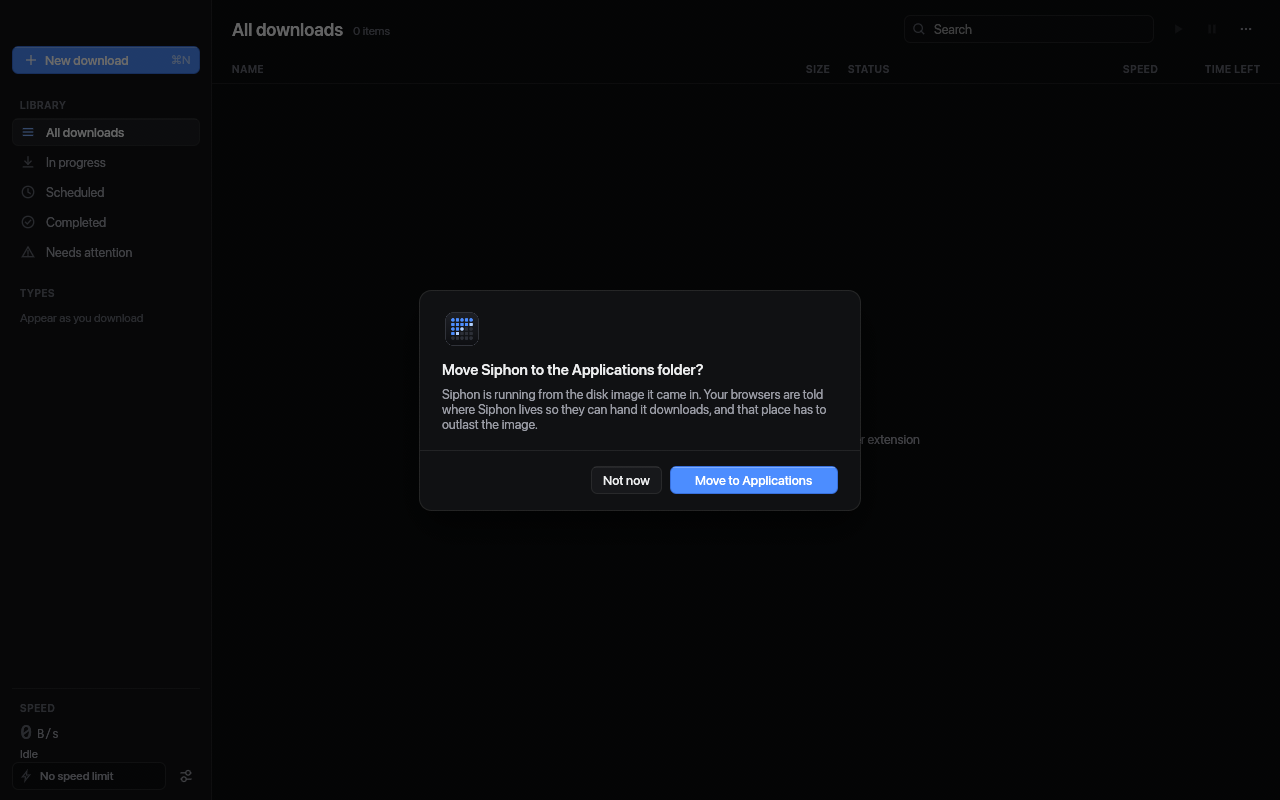 All downloads 0 items
Search
New download ⌘N
NAME SIZE STATUS SPEED TIME LEFT
LIBRARY
All downloads
In progress
Scheduled
Completed
Needs attention
TYPES
Appear as you download
Move Siphon to the Applications folder?
Siphon is running from the disk image it came in. Your browsers are told
where Siphon lives so they can hand it downloads, and that place has to
outlast the image.
extension
Not now Move to Applications
SPEED
0 B/s
Idle
No speed limit